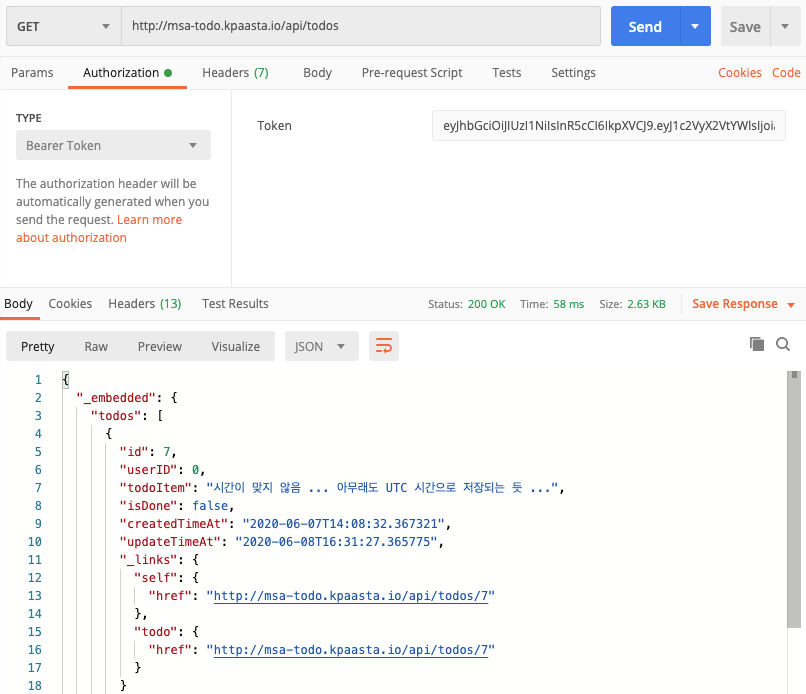 GET http://msa-todo.kpaasta.io/api/todos Send Save
Params Authorization Headers (7) Body Pre-request Script Tests Settings Cookies Code
TYPE
Bearer Token
The authorization header will be
automatically generated when you
send the request. Learn more
about authorization
Token
eyJhbGciOiJIUzI1NiIsInR5cCI6IkpXVCJ9.eyJ1c2VyX2VtYWlsIjoi
Body Cookies Headers (13) Test Results Status: 200 OK Time: 58 ms Size: 2.63 KB Save Response
Pretty Raw Preview Visualize JSON
1 {
2 "_embedded": {
3 "todos": [
4 {
5 "id": 7,
6 "userID": 0,
7 "todoItem": "시간이 맞지 않음 ... 아무래도 UTC 시간으로 저장되는 듯 ...",
8 "isDone": false,
9 "createdTimeAt": "2020-06-07T14:08:32.367321",
10 "updateTimeAt": "2020-06-08T16:31:27.365775",
11 "_links": {
12 "self": {
13 "href": "http://msa-todo.kpaasta.io/api/todos/7"
14 },
15 "todo": {
16 "href": "http://msa-todo.kpaasta.io/api/todos/7"
17 }
18 }